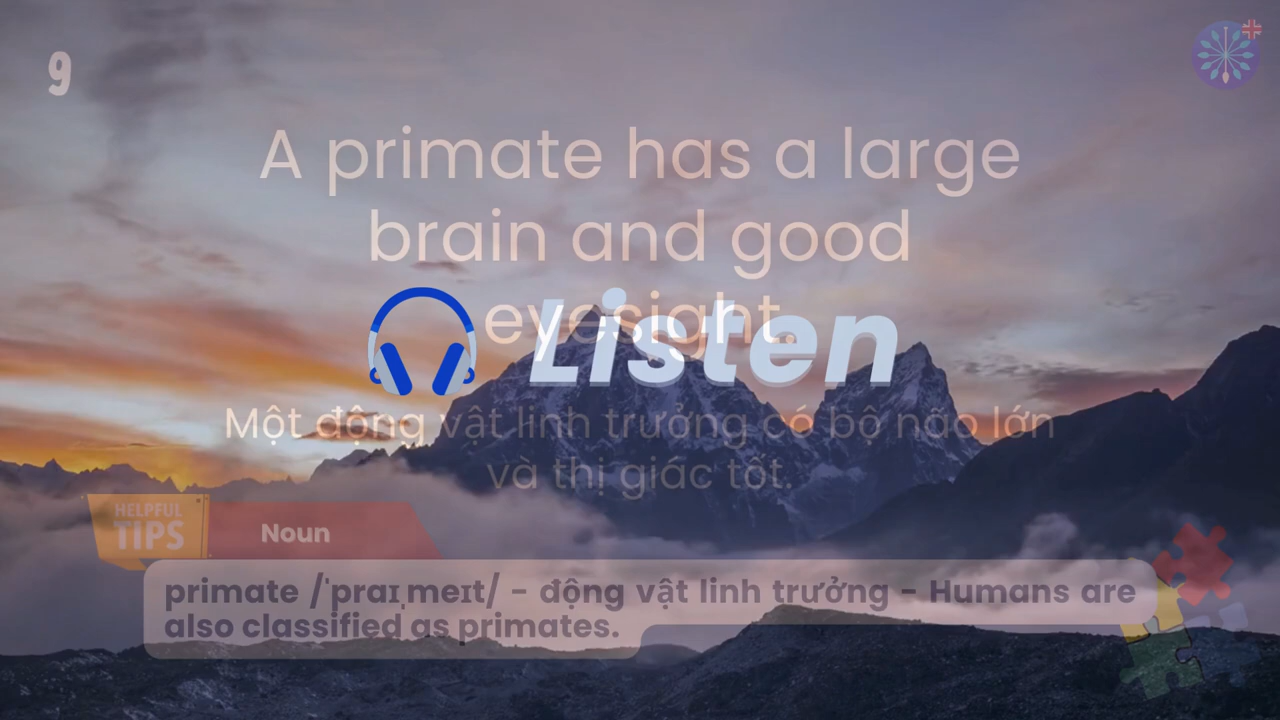 9
A primate has a large
brain and good
eyesight.
Listen
Một động vật linh trưởng có bộ não lớn
và thị giác tốt.
HELPFUL
TIPS
Noun
primate /ˈpraɪˌmeɪt/ - động vật linh trưởng - Humans are
also classified as primates.